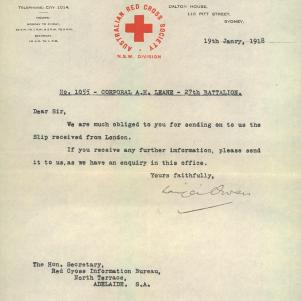 TELEPHONE: CITY 1014.
HOURS:
AUSTRALIAN RED CROSS SOCIETY
N.S.W. DIVISION
DALTON HOUSE,
115 PITT STREET,
SYDNEY.
19th Janry, 1918
No. 1055 - CORPORAL A.H. LEANE - 27th BATTALION.
Dear Sir,
We are much obliged to you for sending on to us the
Slip received from London.
If you receive any further information, please send
it to us, as we have an enquiry in this office.
Yours faithfully,
The Hon. Secretary,
Red Cross Information Bureau,
North Terrace,
ADELAIDE, S.A.